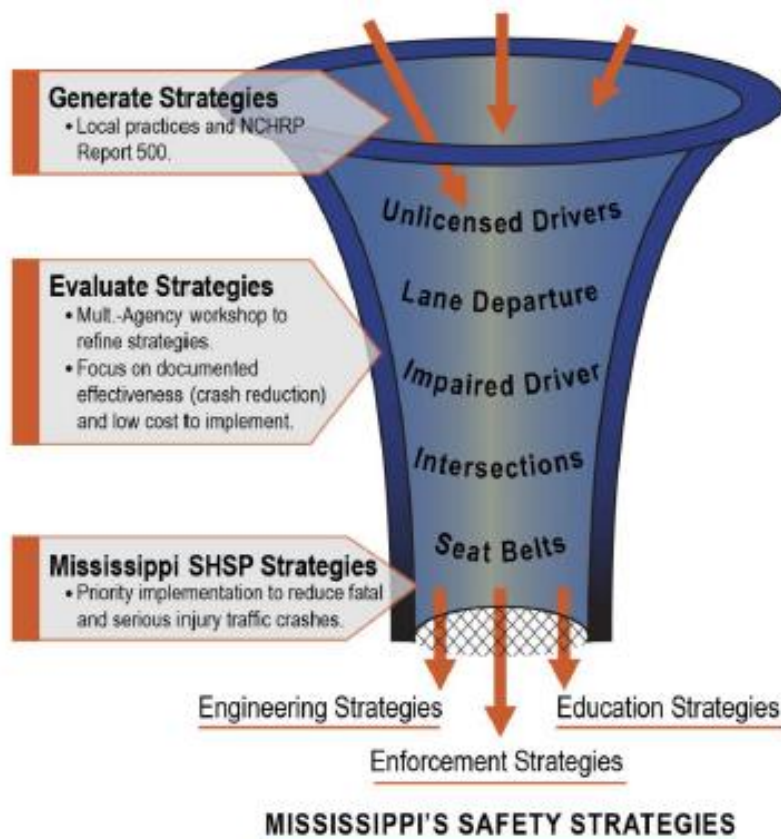 Generate Strategies
• Local practices and NCHRP
Report 500.
Evaluate Strategies
• Mult.-Agency workshop to
refine strategies.
• Focus on documented
effectiveness (crash reduction)
and low cost to implement.
Mississippi SHSP Strategies
• Priority implementation to reduce fatal
and serious injury traffic crashes.
Unlicensed Drivers
Lane Departure
Impaired Driver
Intersections
Seat Belts
Engineering Strategies
Education Strategies
Enforcement Strategies
MISSISSIPPI'S SAFETY STRATEGIES